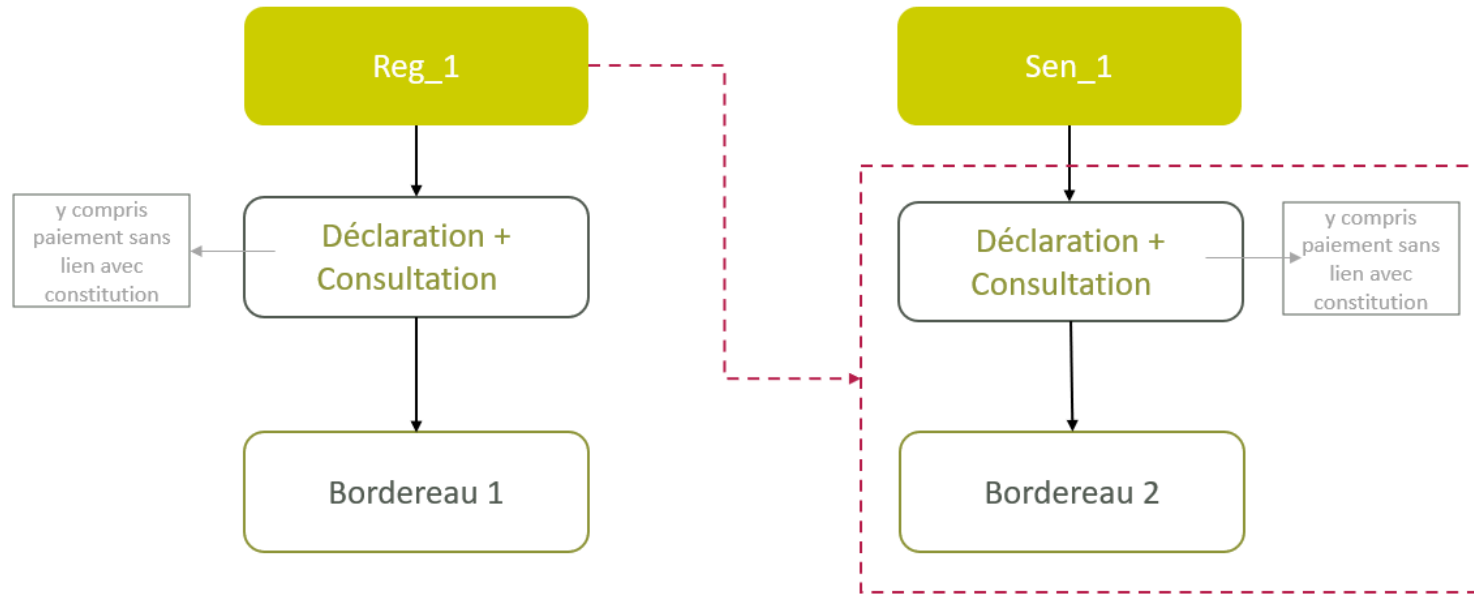 Reg_1
Sen_1
y compris
paiement sans
lien avec
constitution
Déclaration +
Consultation
Déclaration +
Consultation
y compris
paiement sans
lien avec
constitution
Bordereau 1
Bordereau 2